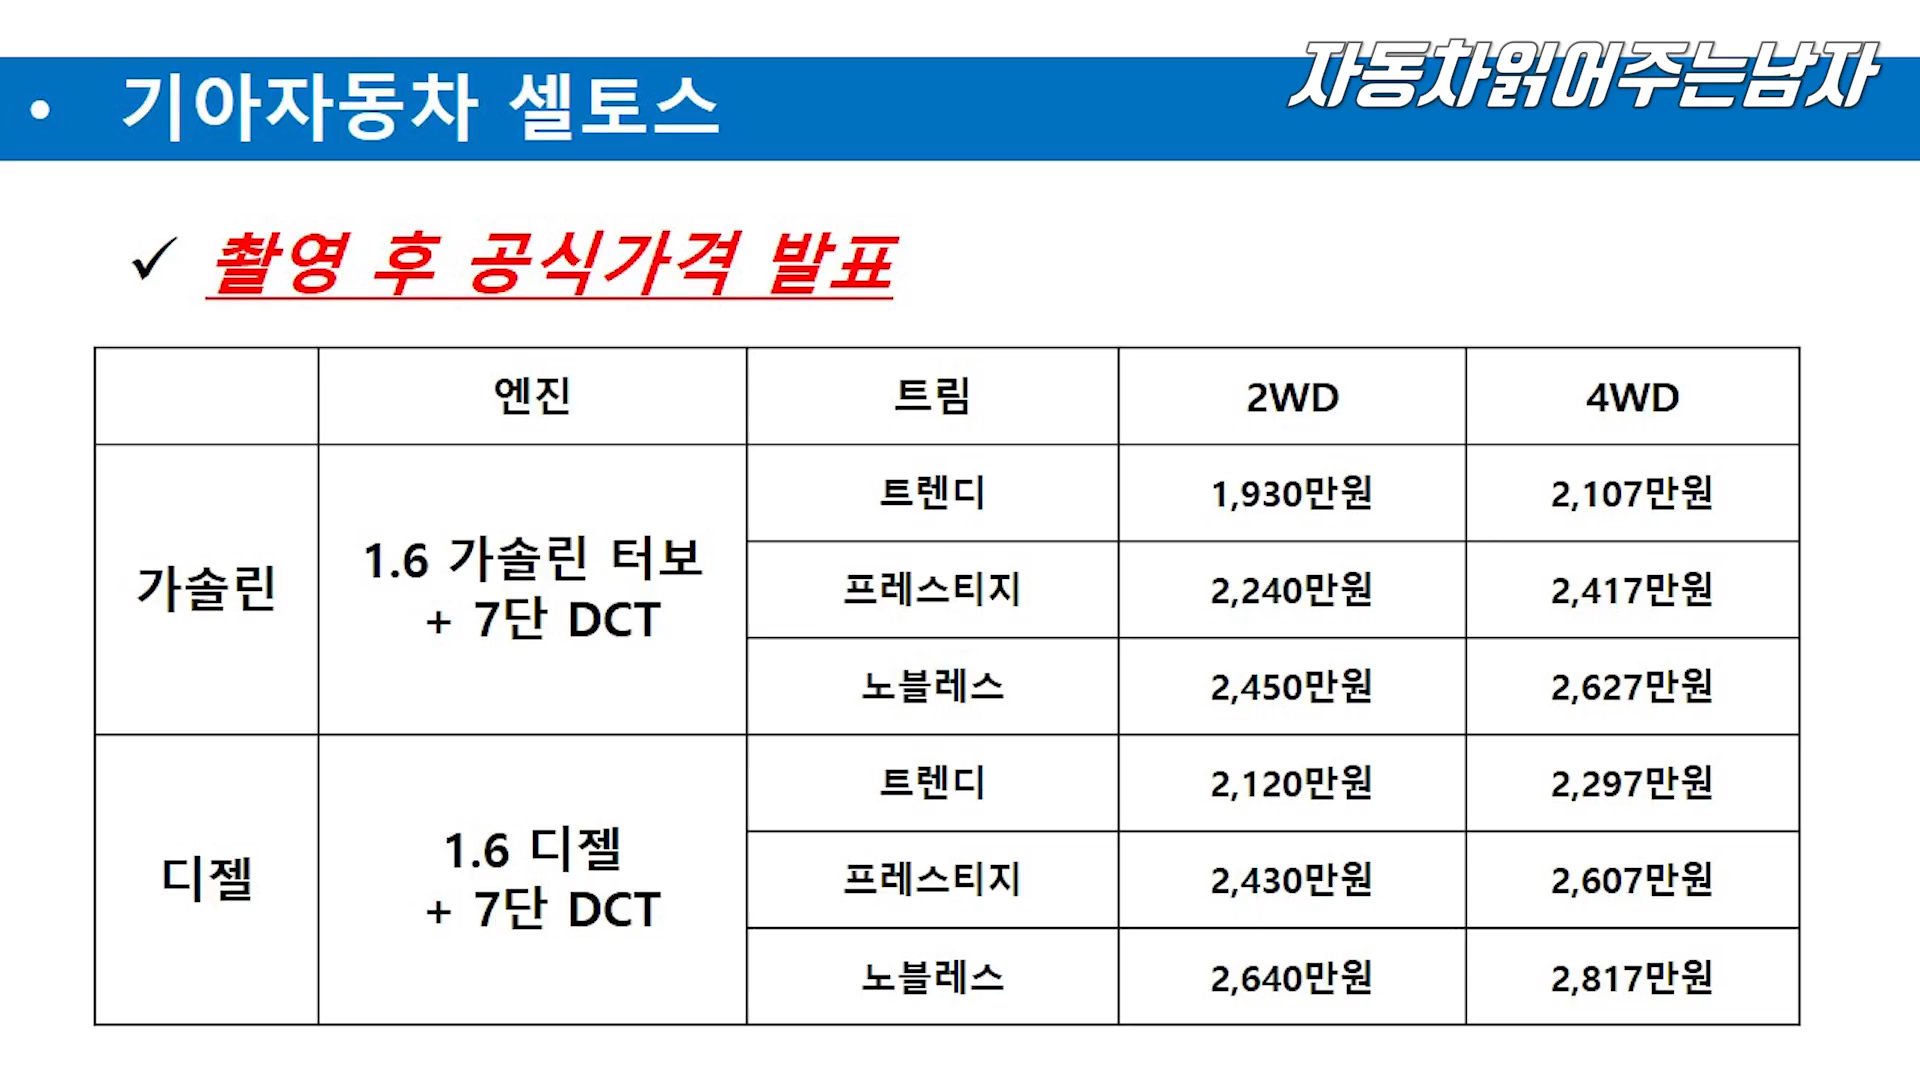 자동차읽어주는남자
• 기아자동차 셀토스
✓ 촬영 후 공식가격 발표
엔진 트림 2WD 4WD
가솔린
1.6 가솔린 터보
+ 7단 DCT
트렌디 1,930만원 2,107만원
프레스티지 2,240만원 2,417만원
노블레스 2,450만원 2,627만원
디젤
1.6 디젤
+ 7단 DCT
트렌디 2,120만원 2,297만원
프레스티지 2,430만원 2,607만원
노블레스 2,640만원 2,817만원